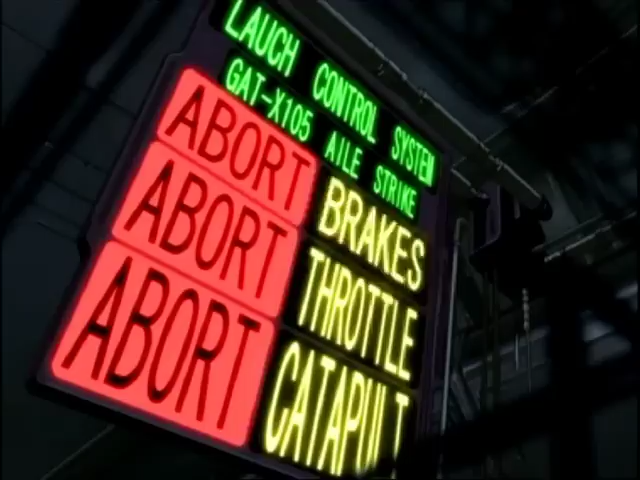 LAUCH CONTROL SYSTEM
GAT-X105 AILE STRIKE
ABORT BRAKES
ABORT THROTTLE
ABORT CATAPULT